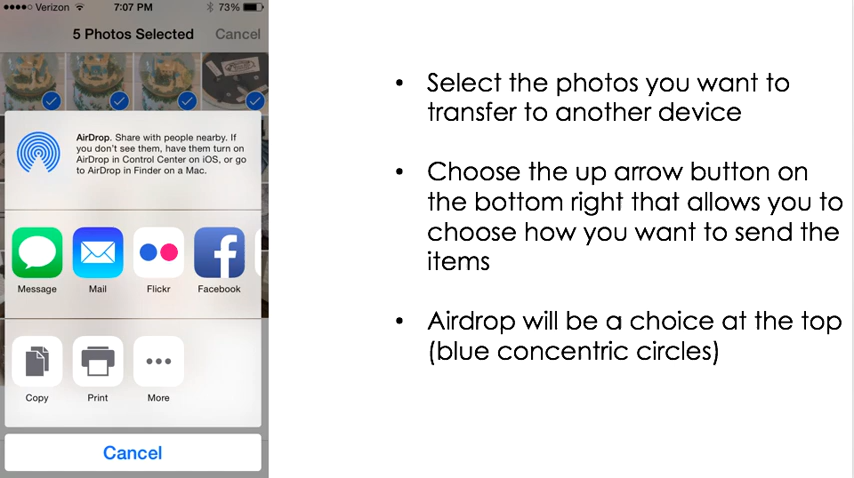 Verizon 7:07 PM 73%
5 Photos Selected Cancel
AirDrop. Share with people nearby. If
you don't see them, have them turn on
AirDrop in Control Center on iOS, or go
to AirDrop in Finder on a Mac.
Message Mail Flickr Facebook
Copy Print More
Cancel
• Select the photos you want to
transfer to another device
• Choose the up arrow button on
the bottom right that allows you to
choose how you want to send the
items
• Airdrop will be a choice at the top
(blue concentric circles)